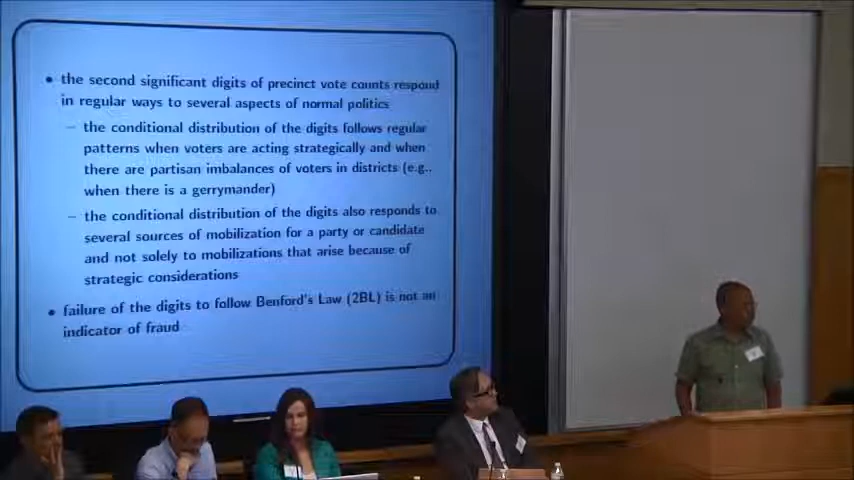 • the second significant digits of precinct vote counts respond
in regular ways to several aspects of normal politics
– the conditional distribution of the digits follows regular
patterns when voters are acting strategically and when
there are partisan imbalances of voters in districts (e.g.,
when there is a gerrymander)
– the conditional distribution of the digits also responds to
several sources of mobilization for a party or candidate
and not solely to mobilizations that arise because of
strategic considerations
• failure of the digits to follow Benford's Law (2BL) is not an
indicator of fraud